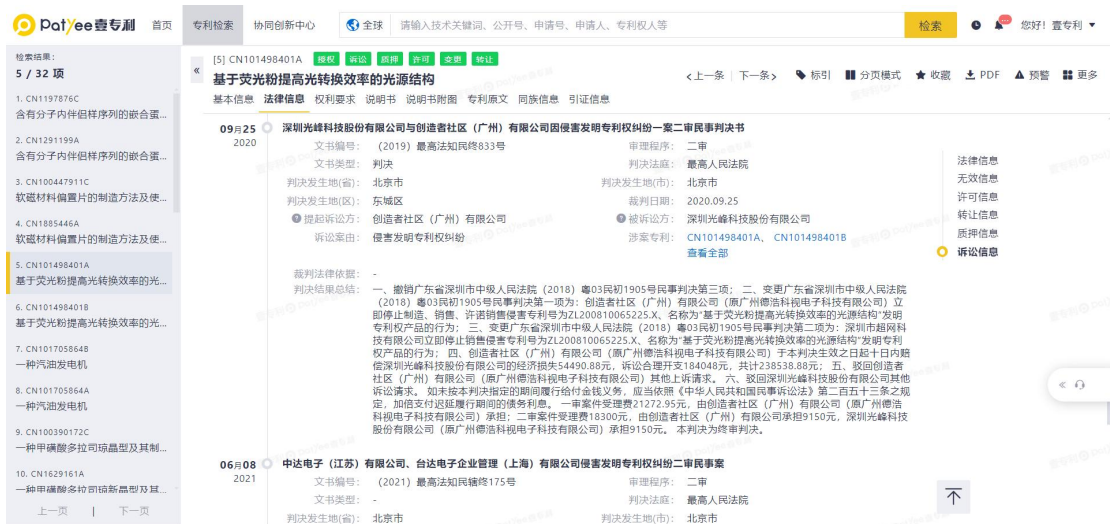 Patyee壹专利
首页
专利检索
协同创新中心
全球
请输入技术关键词、公开号、申请号、申请人、专利权人等
检索
您好！壹专利
检索结果:
5 / 32 项
1. CN1197876C
含有分子内伴侣样序列的嵌合蛋...
2. CN1291199A
含有分子内伴侣样序列的嵌合蛋...
3. CN100447911C
软磁材料偏置片的制造方法及使...
4. CN1885446A
软磁材料偏置片的制造方法及使...
5. CN101498401A
基于荧光粉提高光转换效率的光...
6. CN101498401B
基于荧光粉提高光转换效率的光...
7. CN101705864B
一种汽油发电机
8. CN101705864A
一种汽油发电机
9. CN100390172C
一种甲磺酸多拉司琼晶型及其制...
10. CN1629161A
一种甲磺酸多拉司琼新晶型及其...
上一页 | 下一页
«
[5] CN101498401A 授权 诉讼 质押 许可 变更 转让
基于荧光粉提高光转换效率的光源结构
<上一条 | 下一条> 标引 分页模式 收藏 PDF 预警 更多
基本信息 法律信息 权利要求 说明书 说明书附图 专利原文 同族信息 引证信息
09月25 深圳光峰科技股份有限公司与创造者社区（广州）有限公司因侵害发明专利权纠纷一案二审民事判决书
2020
文书编号: （2019）最高法知民终833号 审理程序: 二审
文书类型: 判决 判决法庭: 最高人民法院
判决发生地(省): 北京市 判决发生地(市): 北京市
判决发生地(区): 东城区 裁判日期: 2020.09.25
提起诉讼方: 创造者社区（广州）有限公司 被诉讼方: 深圳光峰科技股份有限公司
诉讼案由: 侵害发明专利权纠纷 涉案专利: CN101498401A、 CN101498401B
查看全部
裁判法律依据: -
判决结果总结: 一、撤销广东省深圳市中级人民法院（2018）粤03民初1905号民事判决第三项； 二、变更广东省深圳市中级人民法院
（2018）粤03民初1905号民事判决第一项为：创造者社区（广州）有限公司（原广州德浩科视电子科技有限公司）立
即停止制造、销售、许诺销售侵害专利号为ZL200810065225.X、名称为“基于荧光粉提高光转换效率的光源结构”发明
专利权产品的行为； 三、变更广东省深圳市中级人民法院（2018）粤03民初1905号民事判决第二项为：深圳市超网科
技有限公司立即停止销售侵害专利号为ZL200810065225.X、名称为“基于荧光粉提高光转换效率的光源结构”发明专利
权产品的行为； 四、创造者社区（广州）有限公司（原广州德浩科视电子科技有限公司）于本判决生效之日起十日内赔
偿深圳光峰科技股份有限公司的经济损失54490.88元，诉讼合理开支184048元，共计238538.88元； 五、驳回创造者
社区（广州）有限公司（原广州德浩科视电子科技有限公司）其他上诉请求。 六、驳回深圳光峰科技股份有限公司其他
诉讼请求。 如未按本判决指定的期间履行给付金钱义务，应当依照《中华人民共和国民事诉讼法》第二百五十三条之规
定，加倍支付迟延履行期间的债务利息。 一审案件受理费21272.95元，由创造者社区（广州）有限公司（原广州德浩
科视电子科技有限公司）承担；二审案件受理费18300元，由创造者社区（广州）有限公司承担9150元，深圳光峰科技
股份有限公司（原广州德浩科视电子科技有限公司）承担9150元。 本判决为终审判决。
06月08 中达电子（江苏）有限公司、台达电子企业管理（上海）有限公司侵害发明专利权纠纷二审民事案
2021
文书编号: （2021）最高法知民辖终175号 审理程序: 二审
文书类型: - 判决法庭: 最高人民法院
判决发生地(省): 北京市 判决发生地(市): 北京市
法律信息
无效信息
许可信息
转让信息
质押信息
诉讼信息